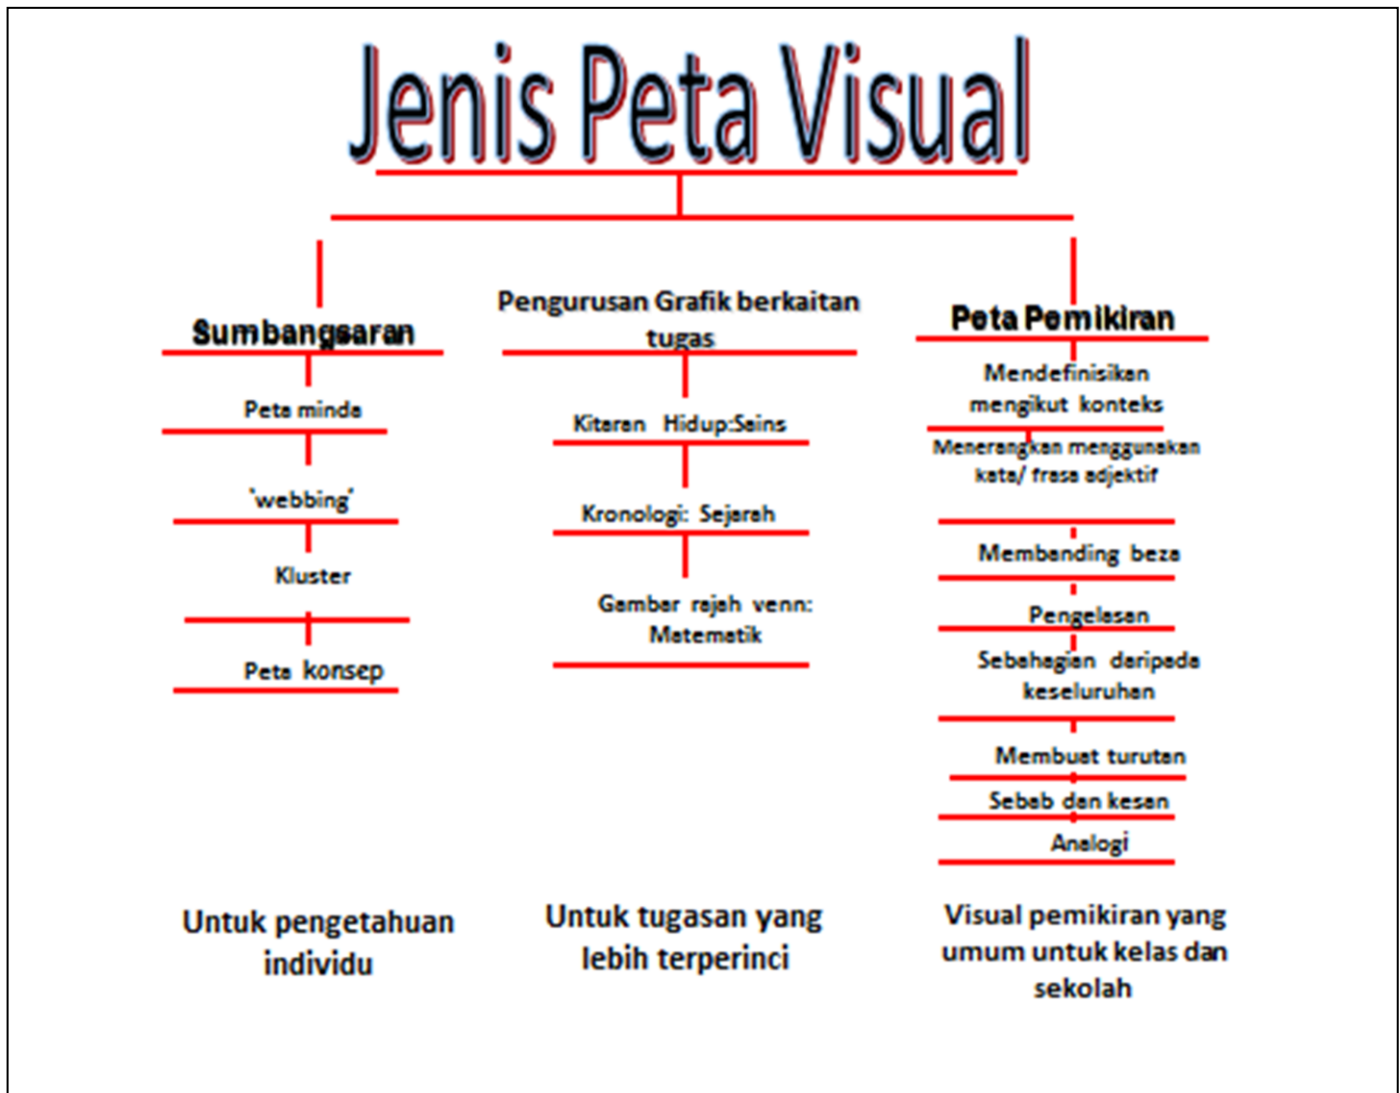 Jenis Peta Visual
Sumbangsaran
Peta minda
'webbing'
Kluster
Peta konsep
Untuk pengetahuan
individu
Pengurusan Grafik berkaitan
tugas
Kitaran Hidup:Sains
Kronologi: Sejarah
Gambar rajah venn:
Matematik
Untuk tugasan yang
lebih terperinci
Peta Pemikiran
Mendefinisikan
mengikut konteks
Menerangkan menggunakan
kata/ frasa adjektif
Membanding beza
Pengelasan
Sebahagian daripada
keseluruhan
Membuat turutan
Sebab dan kesan
Analogi
Visual pemikiran yang
umum untuk kelas dan
sekolah